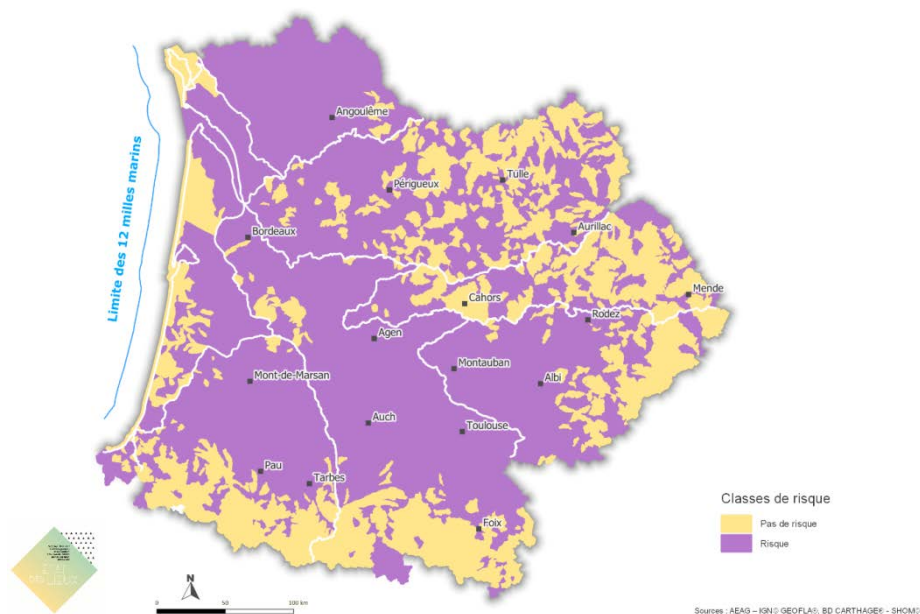 Limite des 12 milles marins
Angoulême
Périgueux
Tulle
Bordeaux
Aurillac
Cahors
Mende
Rodez
Agen
Montauban
Mont-de-Marsan
Albi
Auch
Toulouse
Pau
Tarbes
Foix
Classes de risque
Pas de risque
Risque
N
0 50 100 km
Sources : AEAG – IGN© GEOFLA®, BD CARTHAGE® - SHOM©